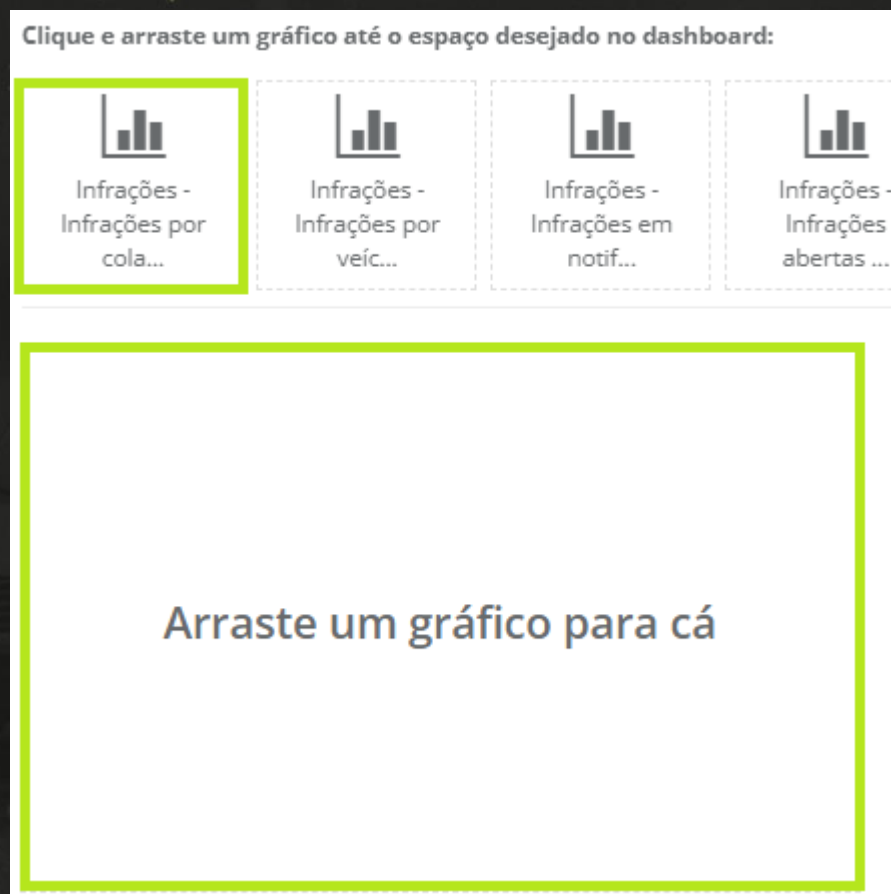 Clique e arraste um gráfico até o espaço desejado no dashboard:
Infrações -
Infrações por
cola...
Infrações -
Infrações por
veíc...
Infrações -
Infrações em
notif...
Infrações -
Infrações
abertas ...
Arraste um gráfico para cá